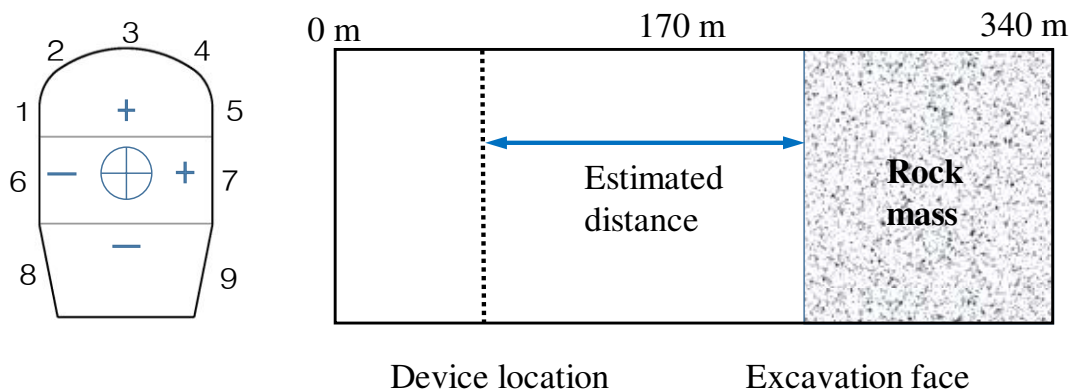 2 3 4
1 + 5
6 − + 7
−
8 9
0 m 170 m 340 m
Estimated
distance
Rock
mass
Device location Excavation face